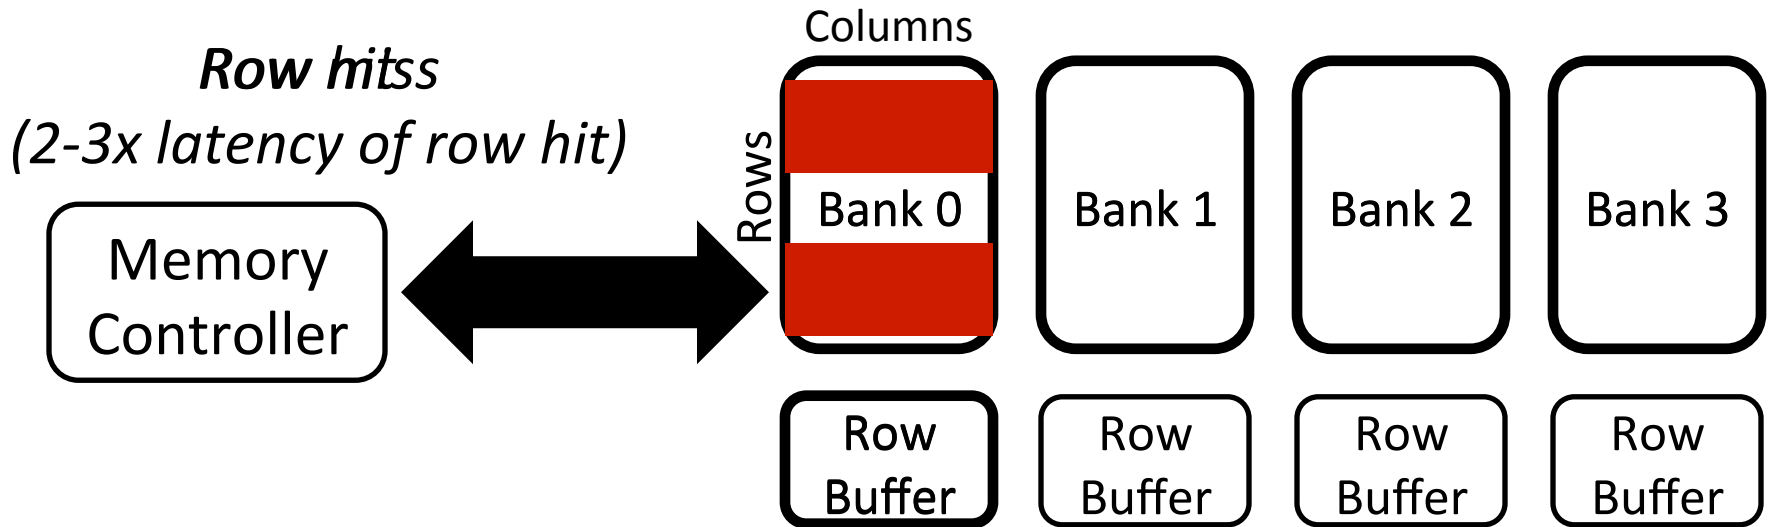 Columns
Row
(2-3x latency of row hit)
Rows
Memory
Controller
Bank 0
Bank 1
Bank 2
Bank 3
Row
Buffer
Row
Buffer
Row
Buffer
Row
Buffer